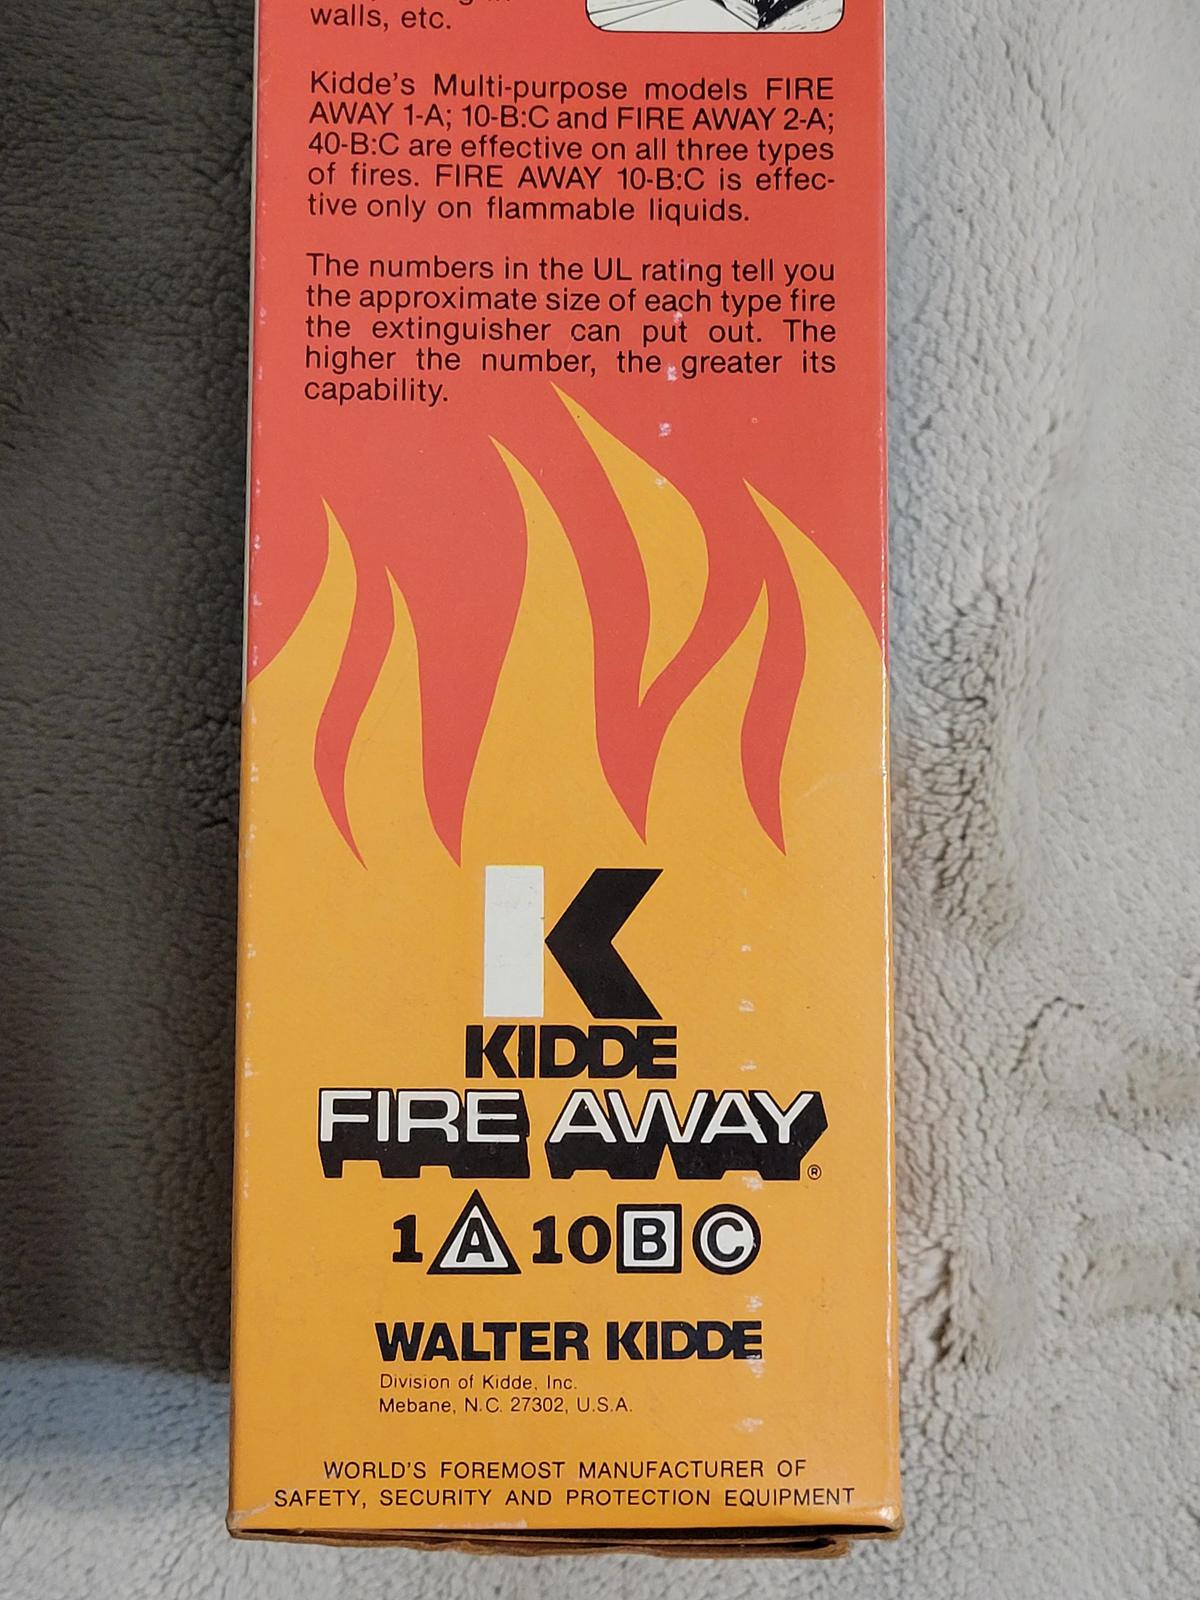 walls, etc.
Kidde's Multi-purpose models FIRE
AWAY 1-A; 10-B:C and FIRE AWAY 2-A;
40-B:C are effective on all three types
of fires. FIRE AWAY 10-B:C is effec-
tive only on flammable liquids.
The numbers in the UL rating tell you
the approximate size of each type fire
the extinguisher can put out. The
higher the number, the greater its
capability.
K
KIDDE
FIRE AWAY®
1 A 10 B C
WALTER KIDDE
Division of Kidde, Inc.
Mebane, N.C. 27302, U.S.A.
WORLD'S FOREMOST MANUFACTURER OF
SAFETY, SECURITY AND PROTECTION EQUIPMENT